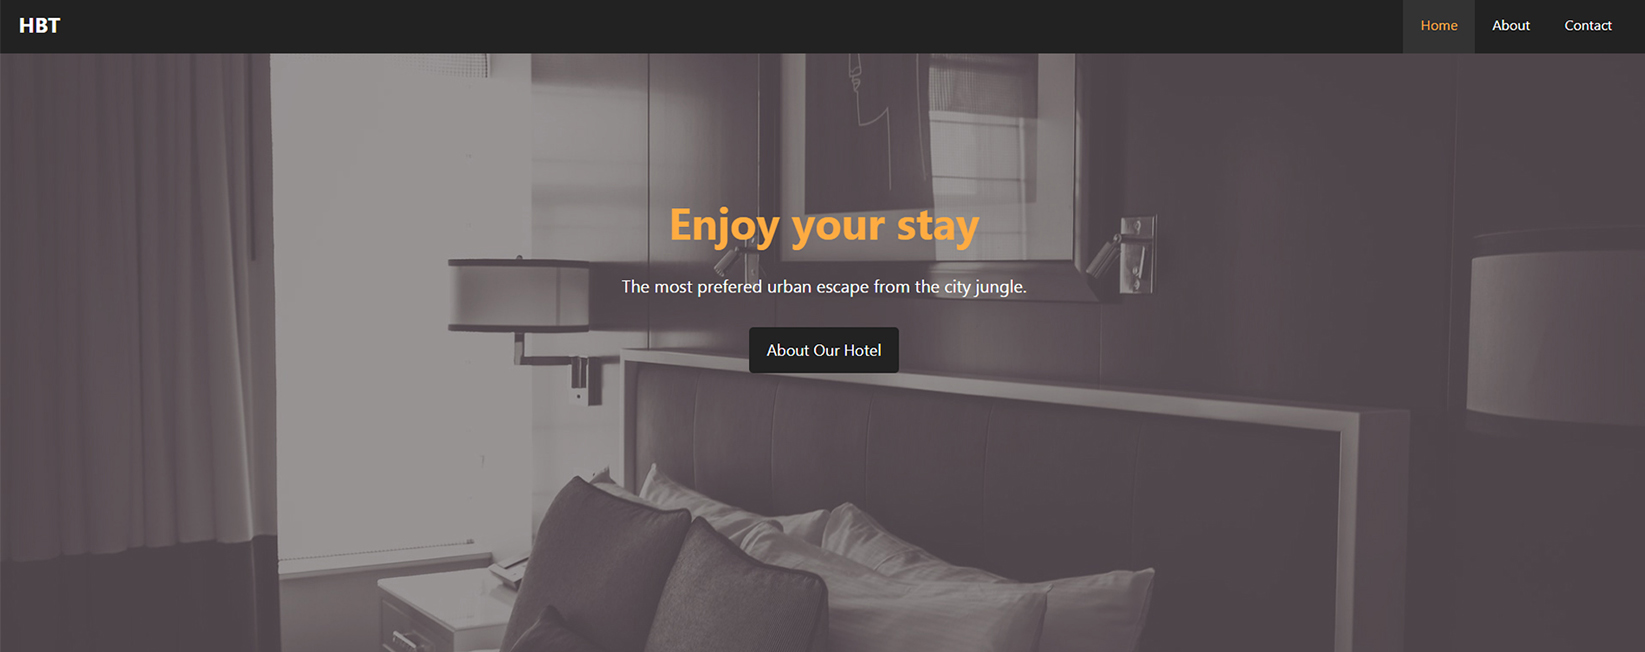 HBT
Home
About
Contact
Enjoy your stay
The most prefered urban escape from the city jungle.
About Our Hotel